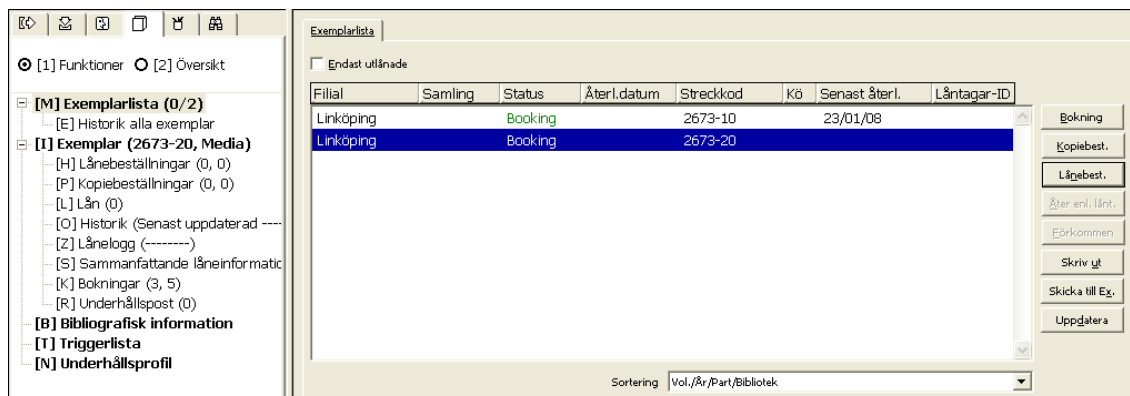 [1] Funktioner [2] Översikt
[M] Exemplarlista (0/2)
[E] Historik alla exemplar
[I] Exemplar (2673-20, Media)
[H] Lånebeställningar (0, 0)
[P] Kopiebeställningar (0, 0)
[L] Lån (0)
[O] Historik (Senast uppdaterad ----
[Z] Lånelogg (--------)
[S] Sammanfattande låneinformatic
[K] Bokningar (3, 5)
[R] Underhållspost (0)
[B] Bibliografisk information
[T] Triggerlista
[N] Underhållsprofil
Exemplarlista
Endast utlånade
Filial Samling Status Återl.datum Streckkod Kö Senast återl. Låntagar-ID
Linköping Booking 2673-10 23/01/08
Linköping Booking 2673-20
Bokning
Kopiebest.
Lånebest.
Åter enl. lånt.
Förkommen
Skriv ut
Skicka till Ex.
Uppdatera
Sortering Vol./År/Part/Bibliotek